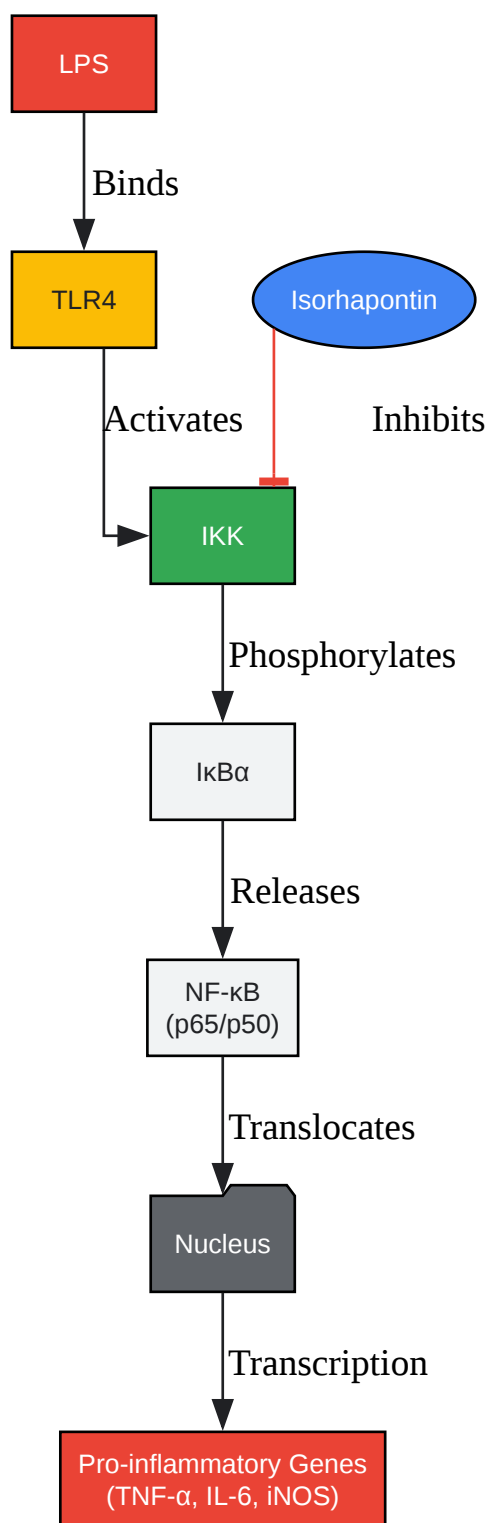 LPS
Binds
TLR4
Isorhapontin
Activates
Inhibits
IKK
Phosphorylates
IκBα
Releases
NF-κB
(p65/p50)
Translocates
Nucleus
Transcription
Pro-inflammatory Genes
(TNF-α, IL-6, iNOS)